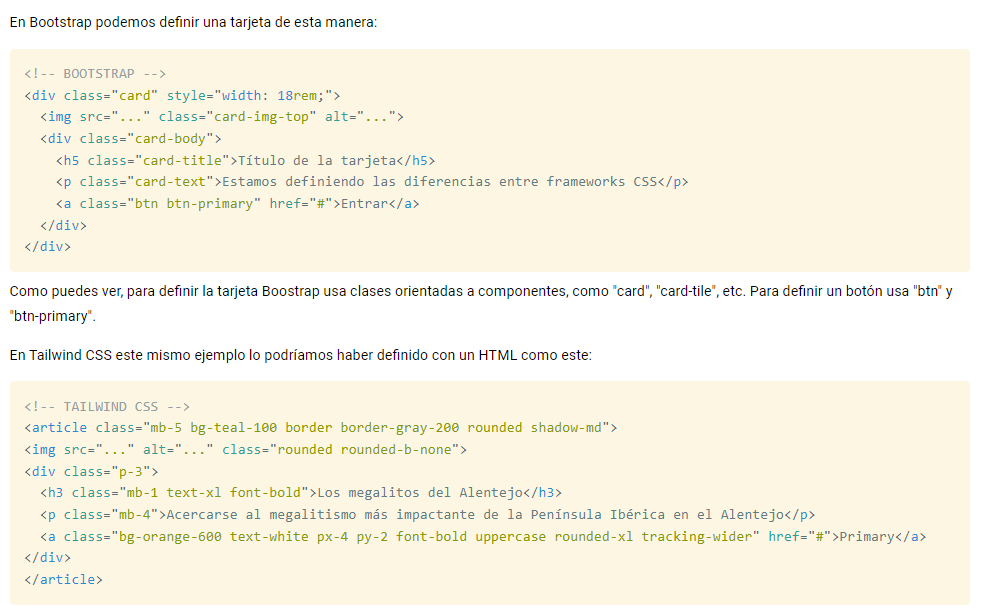 En Bootstrap podemos definir una tarjeta de esta manera:
<!-- BOOTSTRAP -->
<div class="card" style="width: 18rem;">
  <img src="..." class="card-img-top" alt="...">
  <div class="card-body">
    <h5 class="card-title">Título de la tarjeta</h5>
    <p class="card-text">Estamos definiendo las diferencias entre frameworks CSS</p>
    <a class="btn btn-primary" href="#">Entrar</a>
  </div>
</div>
Como puedes ver, para definir la tarjeta Boostrap usa clases orientadas a componentes, como "card", "card-tile", etc. Para definir un botón usa "btn" y
"btn-primary".
En Tailwind CSS este mismo ejemplo lo podríamos haber definido con un HTML como este:
<!-- TAILWIND CSS -->
<article class="mb-5 bg-teal-100 border border-gray-200 rounded shadow-md">
<img src="..." alt="..." class="rounded rounded-b-none">
<div class="p-3">
  <h3 class="mb-1 text-xl font-bold">Los megalitos del Alentejo</h3>
  <p class="mb-4">Acercarse al megalitismo más impactante de la Península Ibérica en el Alentejo</p>
  <a class="bg-orange-600 text-white px-4 py-2 font-bold uppercase rounded-xl tracking-wider" href="#">Primary</a>
</div>
</article>